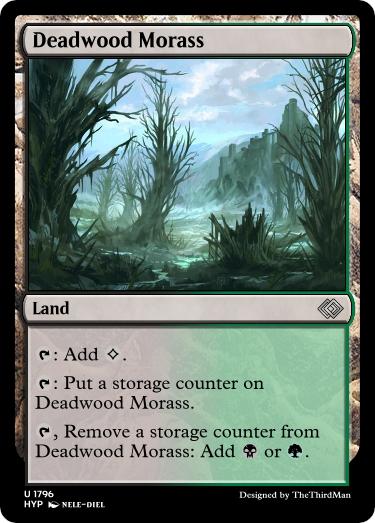 Deadwood Morass
Land
: Add .
: Put a storage counter on
Deadwood Morass.
, Remove a storage counter from
Deadwood Morass: Add or .
U 1796
HYP NELE-DIEL
Designed by TheThirdMan